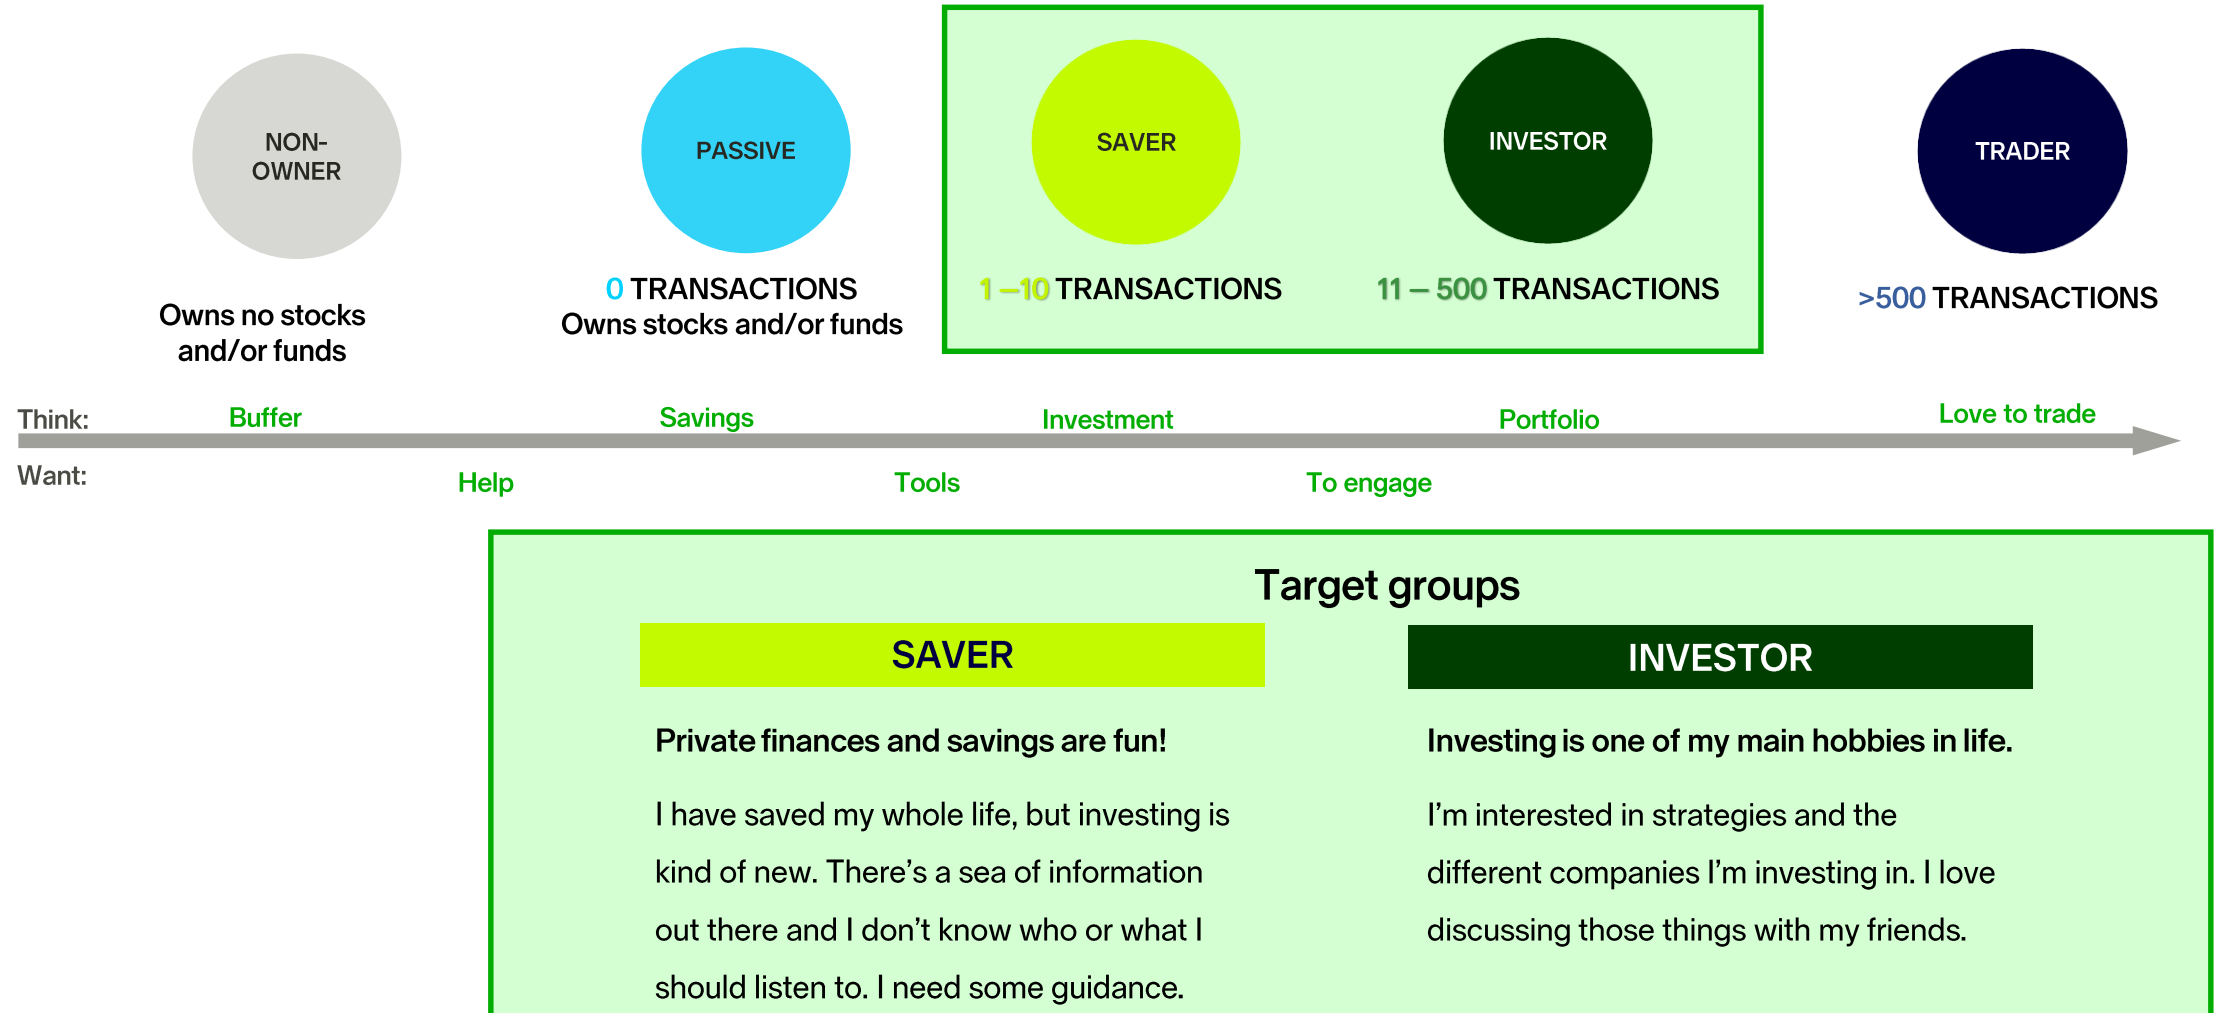 NON-
OWNER
PASSIVE
SAVER
INVESTOR
TRADER
Owns no stocks
and/or funds
0 TRANSACTIONS
Owns stocks and/or funds
1 –10 TRANSACTIONS
11 – 500 TRANSACTIONS
>500 TRANSACTIONS
Think:
Buffer
Savings
Investment
Portfolio
Love to trade
Want:
Help
Tools
To engage
Target groups
SAVER
Private finances and savings are fun!
I have saved my whole life, but investing is
kind of new. There’s a sea of information
out there and I don’t know who or what I
should listen to. I need some guidance.
INVESTOR
Investing is one of my main hobbies in life.
I’m interested in strategies and the
different companies I’m investing in. I love
discussing those things with my friends.